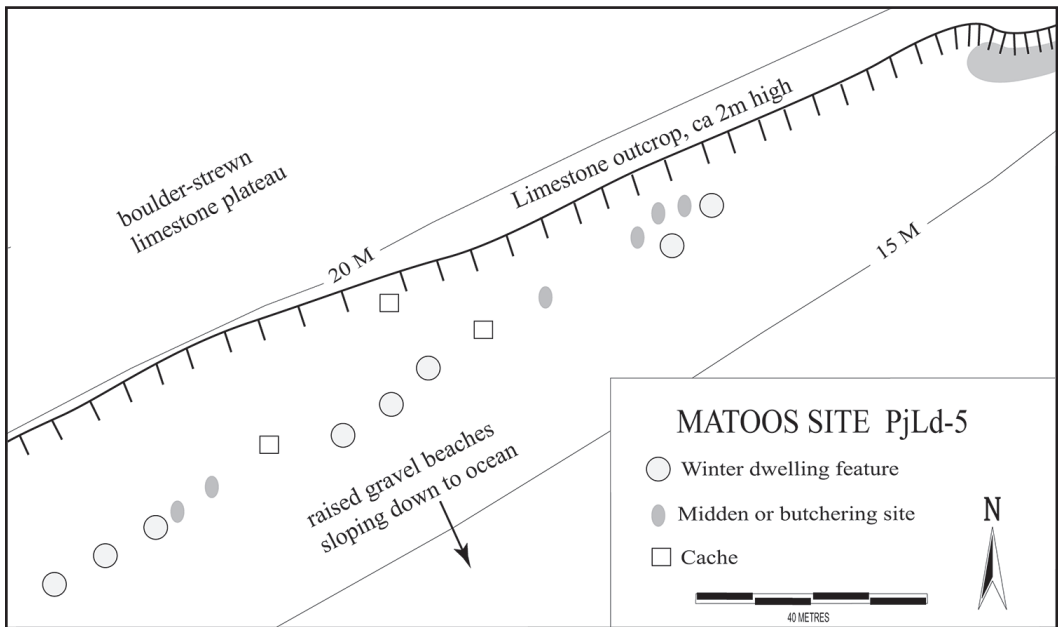 boulder-strewn
limestone plateau
Limestone outcrop, ca 2m high
20 M
15 M
raised gravel beaches
sloping down to ocean
MATOOS SITE PjLd-5
Winter dwelling feature
Midden or butchering site
Cache
N
40 METRES